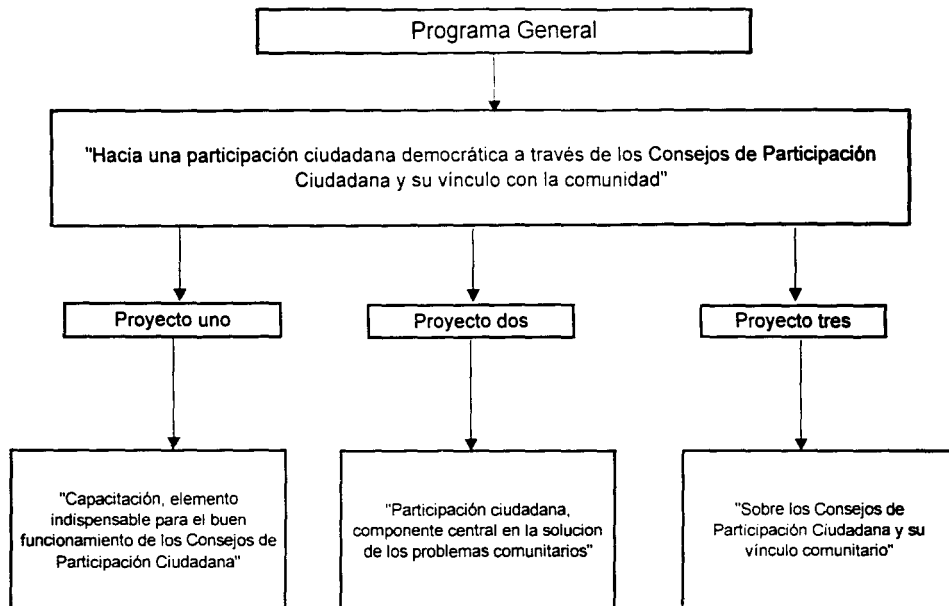 Programa General
"Hacia una participación ciudadana democrática a través de los Consejos de Participación
Ciudadana y su vínculo con la comunidad"
Proyecto uno
Proyecto dos
Proyecto tres
"Capacitación, elemento
indispensable para el buen
funcionamiento de los Consejos de
Participación Ciudadana"
"Participación ciudadana,
componente central en la solucion
de los problemas comunitarios"
"Sobre los Consejos de
Participación Ciudadana y su
vínculo comunitario"